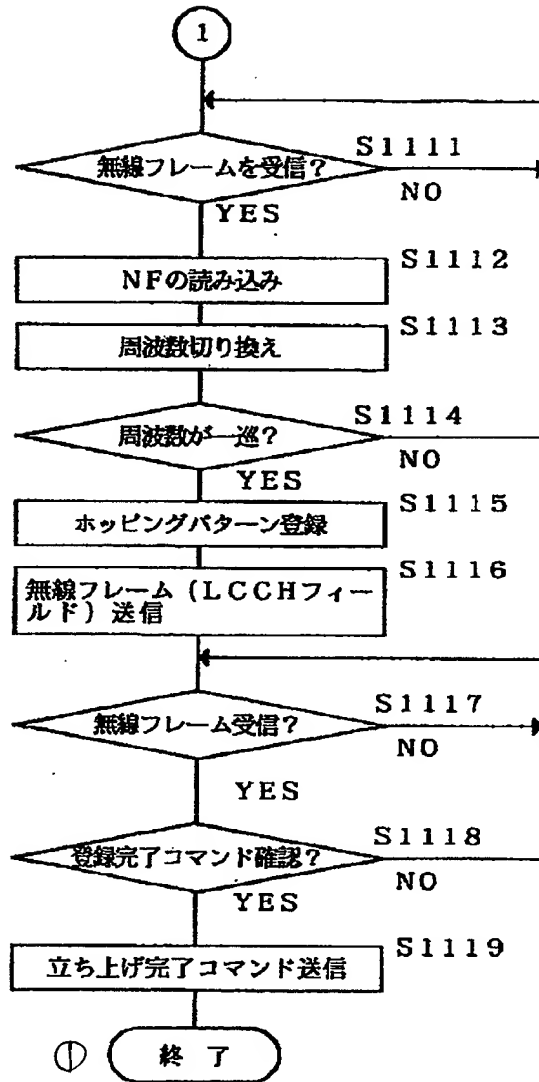 1
無線フレームを受信?
S1111
NO
YES
NFの読み込み
S1112
周波数切り換え
S1113
周波数が一巡?
S1114
NO
YES
ホッピングパターン登録
S1115
無線フレーム(LCCHフィー
ルド)送信
S1116
無線フレーム受信?
S1117
NO
YES
登録完了コマンド確認?
S1118
NO
YES
立ち上げ完了コマンド送信
S1119
① 終 了